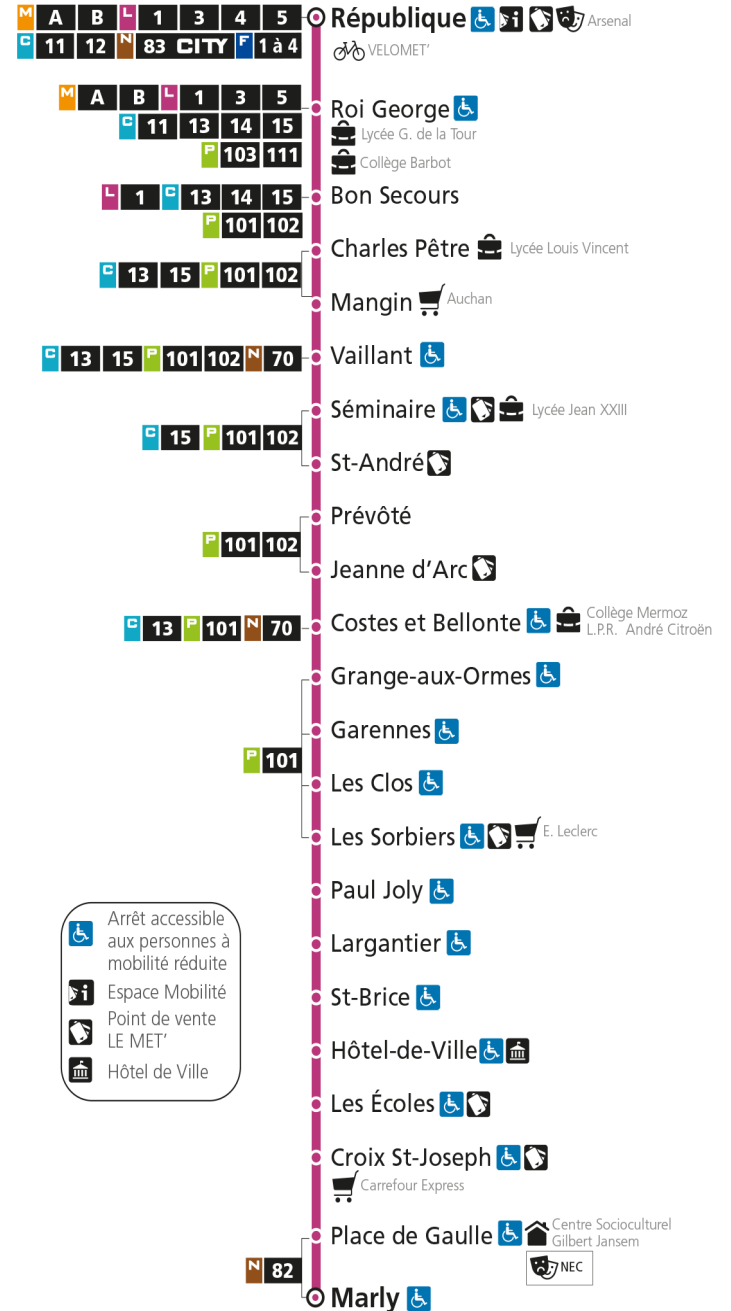 M A B L 1 3 4 5 République Arsenal
C 11 12 N 83 CITY F 1 à 4 VELOMET'
M A B L 1 3 5 Roi George
C 11 13 14 15 Lycée G. de la Tour
P 103 111 Collège Barbot
L 1 C 13 14 15 Bon Secours
P 101 102
Charles Pêtre Lycée Louis Vincent
C 13 15 P 101 102
Mangin Auchan
C 13 15 P 101 102 N 70 Vaillant
Séminaire Lycée Jean XXIII
C 15 P 101 102
St-André
Prévôté
P 101 102
Jeanne d'Arc
C 13 P 101 N 70 Costes et Bellonte Collège Mermoz
L.P.R. André Citroën
Grange-aux-Ormes
Garennes
P 101
Les Clos
Les Sorbiers E. Leclerc
Paul Joly
Largantier
St-Brice
Hôtel-de-Ville
Les Écoles
Croix St-Joseph
Carrefour Express
Place de Gaulle Centre Socioculturel
Gilbert Jansem
NEC
N 82
Marly
Arrêt accessible
aux personnes à
mobilité réduite
i Espace Mobilité
Point de vente
LE MET'
Hôtel de Ville